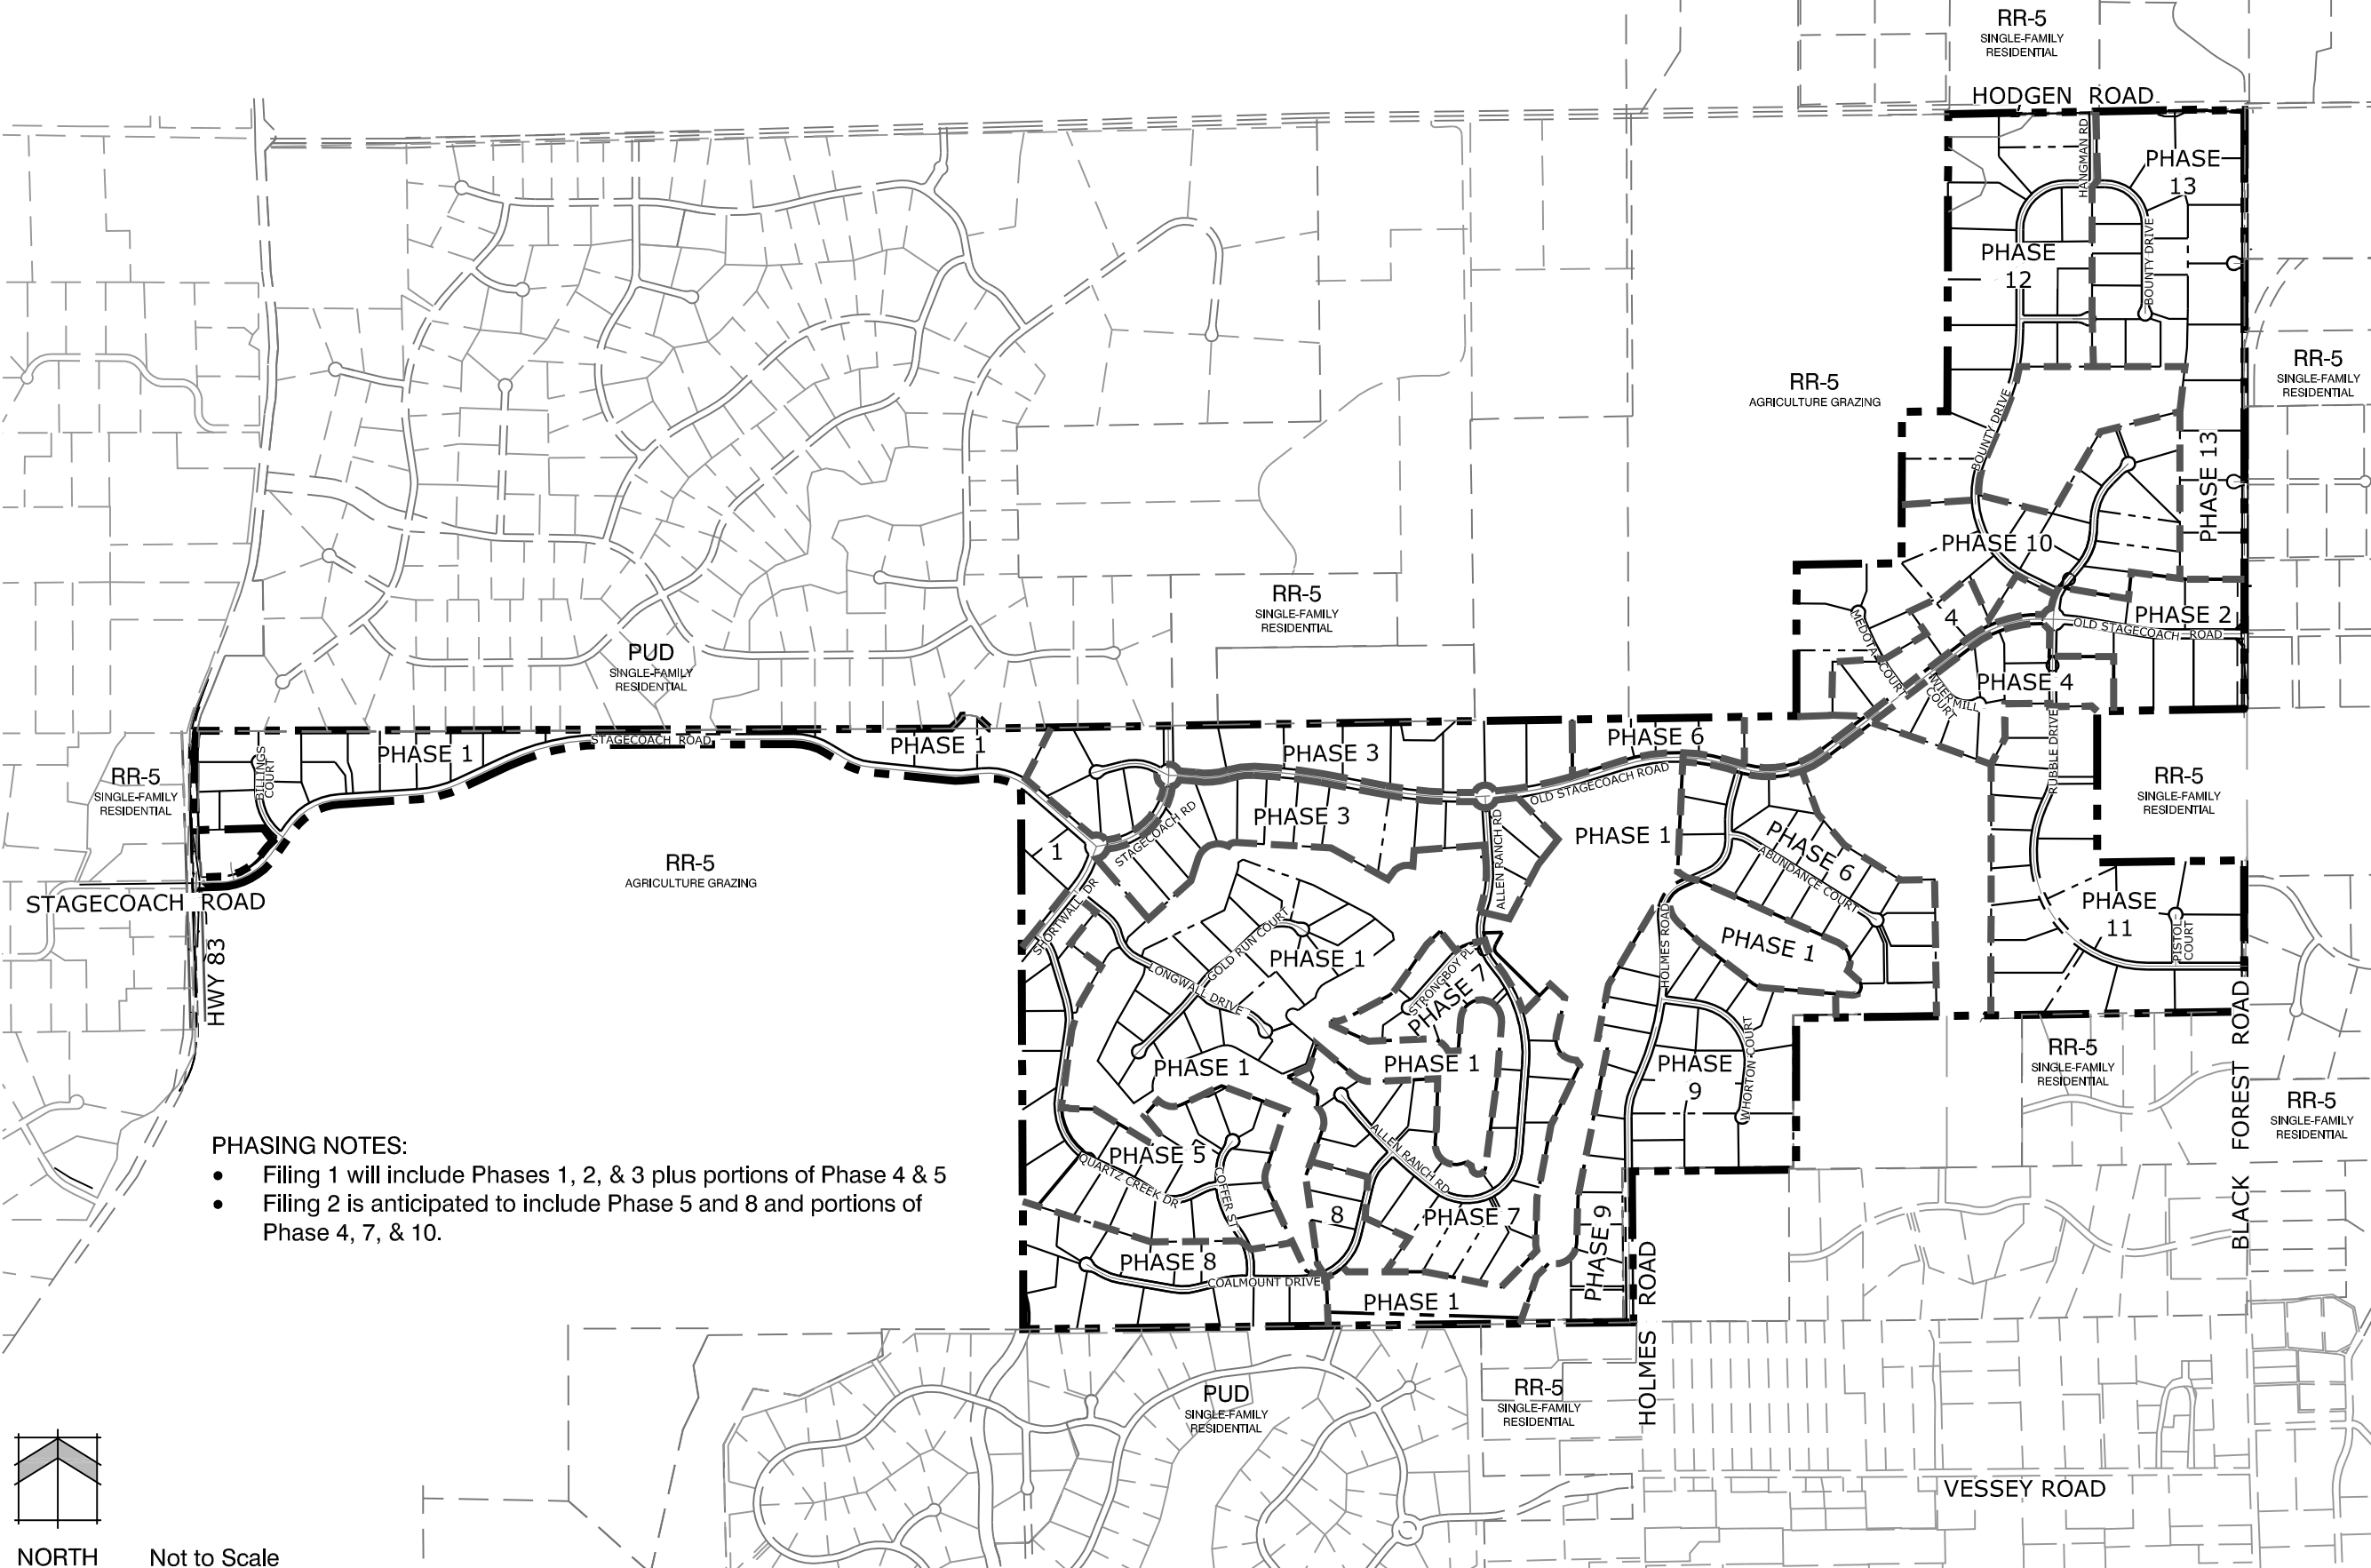 RR-5
SINGLE-FAMILY
RESIDENTIAL
HODGEN ROAD
HANGMAN RD
PHASE
13
BOUNTY DRIVE
PHASE
12
RR-5
SINGLE-FAMILY
RESIDENTIAL
RR-5
AGRICULTURE GRAZING
BOUNTY DRIVE
PHASE 13
PHASE 10
RR-5
SINGLE-FAMILY
RESIDENTIAL
4
PHASE 2
OLD STAGECOACH ROAD
MEDOTA COURT
PUD
SINGLE-FAMILY
RESIDENTIAL
PHASE 4
WIERMILL
COURT
RUBBLE DRIVE
STAGECOACH ROAD
PHASE 1
PHASE 1
PHASE 3
PHASE 6
BILLINGS
COURT
RR-5
SINGLE-FAMILY
RESIDENTIAL
OLD STAGECOACH ROAD
RR-5
SINGLE-FAMILY
RESIDENTIAL
PHASE 3
PHASE 1
PHASE 6
ABUNDANCE COURT
STAGECOACH RD
ALLEN RANCH RD
1
RR-5
AGRICULTURE GRAZING
STAGECOACH ROAD
HWY 83
SHORTWALL DR
GOLD RUN COURT
LONGWALL DRIVE
PHASE 1
STRONGBOY PL
PHASE 7
HOLMES ROAD
PHASE 1
PHASE
11
PISTOL
COURT
PHASE 1
PHASE 1
PHASE
9
WHORTON COURT
RR-5
SINGLE-FAMILY
RESIDENTIAL
BLACK FOREST ROAD
RR-5
SINGLE-FAMILY
RESIDENTIAL
PHASING NOTES:
• Filing 1 will include Phases 1, 2, & 3 plus portions of Phase 4 & 5
• Filing 2 is anticipated to include Phase 5 and 8 and portions of
Phase 4, 7, & 10.
PHASE 5
QUARTZ CREEK DR
COFFER ST
ALLEN RANCH RD
8
PHASE 7
PHASE 9
PHASE 8
COALMOUNT DRIVE
PHASE 1
HOLMES ROAD
PUD
SINGLE-FAMILY
RESIDENTIAL
RR-5
SINGLE-FAMILY
RESIDENTIAL
VESSEY ROAD
NORTH
Not to Scale